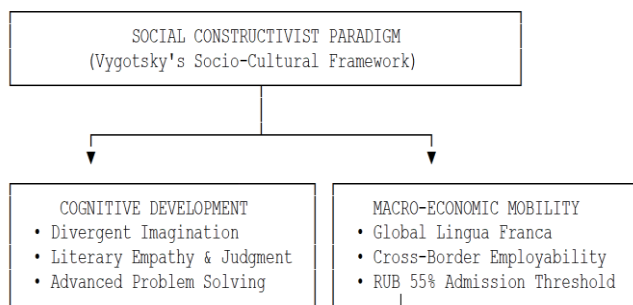 SOCIAL CONSTRUCTIVIST PARADIGM
(Vygotsky's Socio-Cultural Framework)
COGNITIVE DEVELOPMENT
• Divergent Imagination
• Literary Empathy & Judgment
• Advanced Problem Solving
MACRO-ECONOMIC MOBILITY
• Global Lingua Franca
• Cross-Border Employability
• RUB 55% Admission Threshold